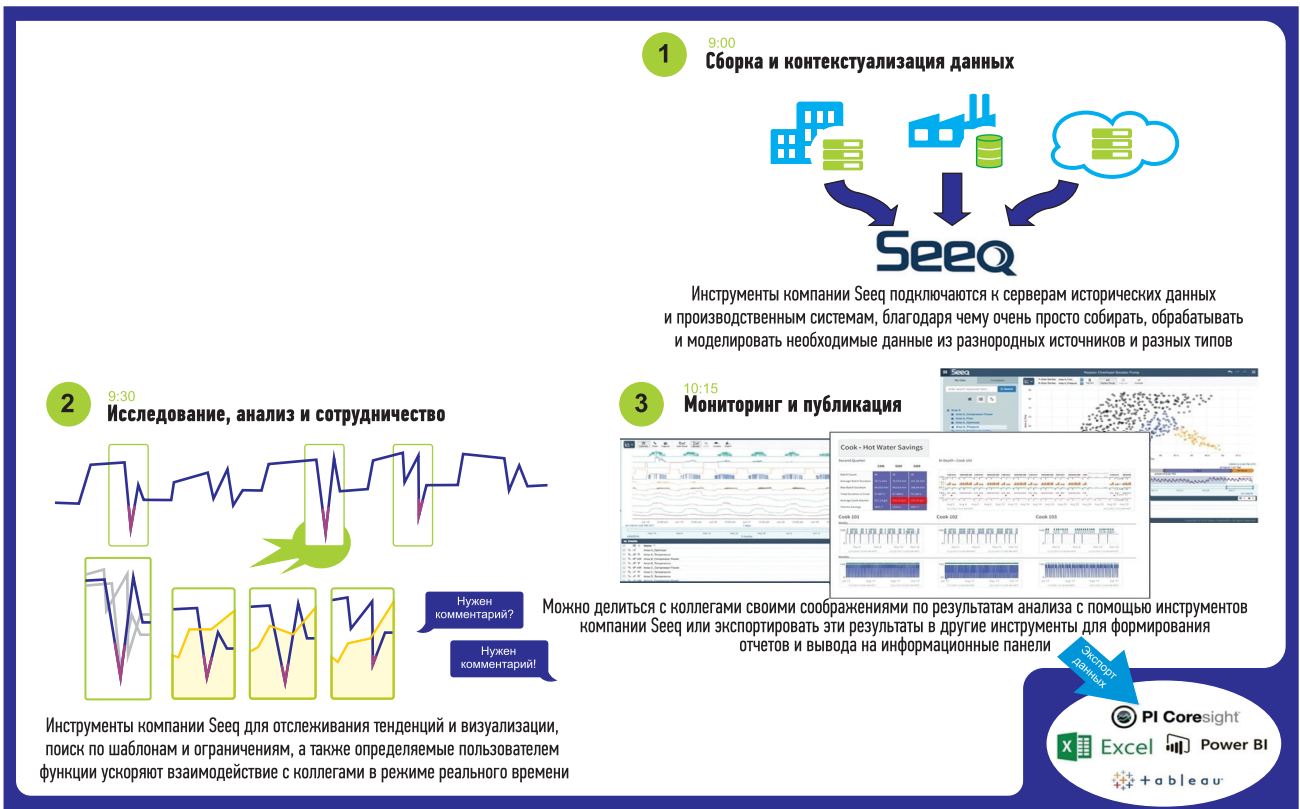 1
9:00
Сборка и контекстуализация данных
Seeq
Инструменты компании Seeq подключаются к серверам исторических данных
и производственным системам, благодаря чему очень просто собирать, обрабатывать
и моделировать необходимые данные из разнородных источников и разных типов
2
9:30
Исследование, анализ и сотрудничество
Нужен
комментарий?
Нужен
комментарий!
Инструменты компании Seeq для отслеживания тенденций и визуализации,
поиск по шаблонам и ограничениям, а также определяемые пользователем
функции ускоряют взаимодействие с коллегами в режиме реального времени
3
10:15
Мониторинг и публикация
Seeq
Cook - Hot Water Savings
Cook 101
Cook 102
Cook 103
Можно делиться с коллегами своими соображениями по результатам анализа с помощью инструментов
компании Seeq или экспортировать эти результаты в другие инструменты для формирования
отчетов и вывода на информационные панели
Экспорт
данных
PI Coresight
Excel
Power BI
+ableau